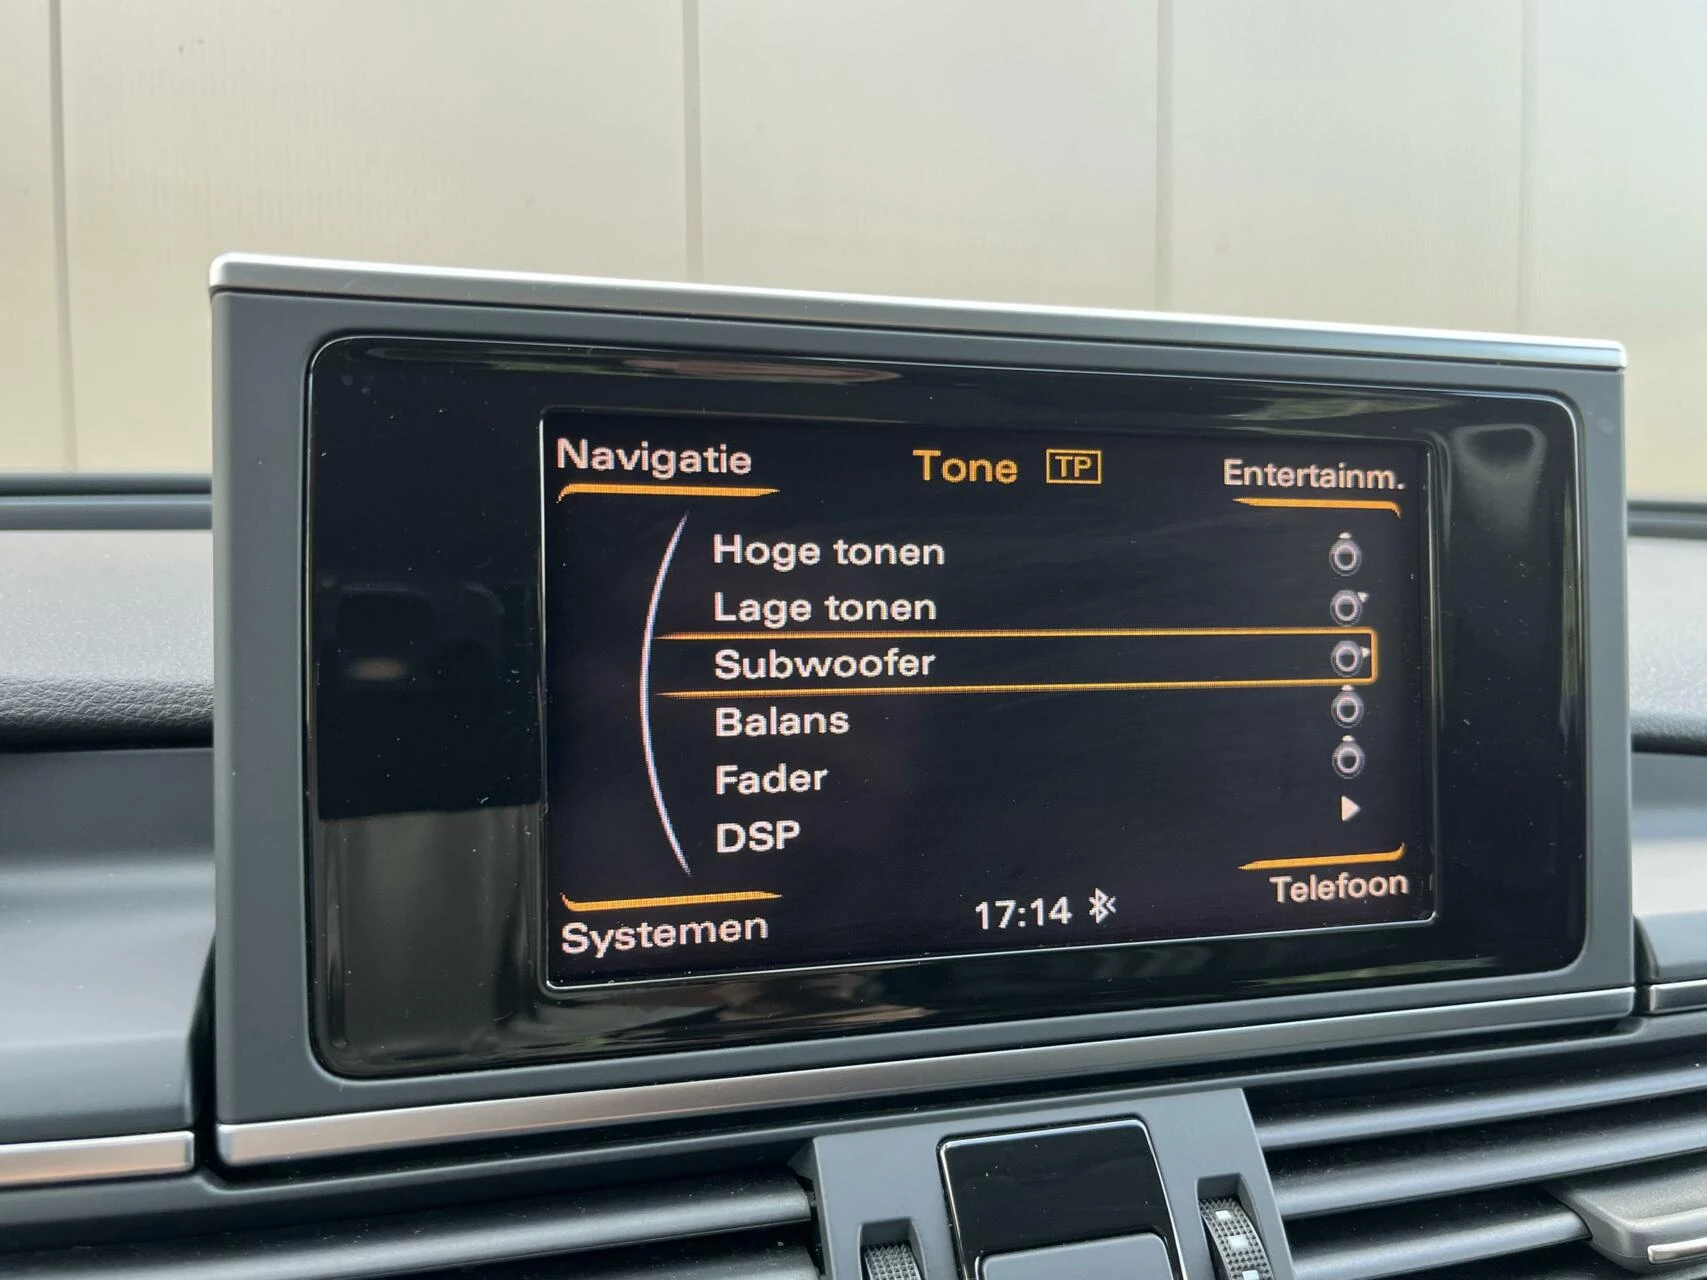 Navigatie
Tone TP
Entertainm.
Hoge tonen
Lage tonen
Subwoofer
Balans
Fader
DSP
Systemen
17:14
Telefoon